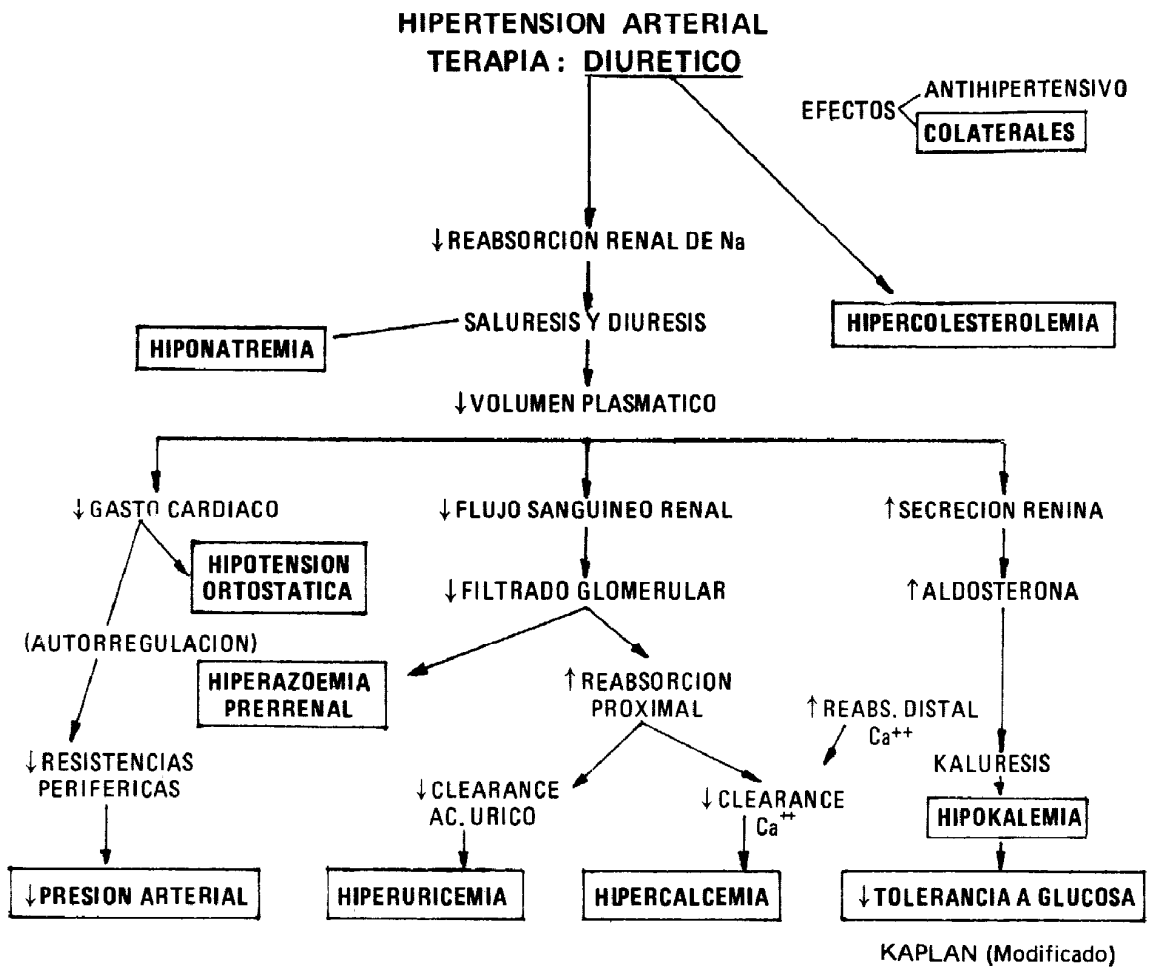 HIPERTENSION ARTERIAL
TERAPIA: DIURETICO
EFECTOS
ANTIHIPERTENSIVO
COLATERALES
↓REABSORCION RENAL DE Na
SALURESIS Y DIURESIS
HIPONATREMIA
HIPERCOLESTEROLEMIA
↓VOLUMEN PLASMATICO
↓GASTO CARDIACO
↓FLUJO SANGUINEO RENAL
↑SECRECION RENINA
HIPOTENSION
ORTOSTATICA
↓FILTRADO GLOMERULAR
↑ALDOSTERONA
(AUTORREGULACION)
HIPERAZOEMIA
PRERRENAL
↑REABSORCION
PROXIMAL
↑REABS. DISTAL
Ca++
↓RESISTENCIAS
PERIFERICAS
↓CLEARANCE
AC. URICO
↓CLEARANCE
Ca++
KALURESIS
HIPOKALEMIA
↓PRESION ARTERIAL
HIPERURICEMIA
HIPERCALCEMIA
↓TOLERANCIA A GLUCOSA
KAPLAN (Modificado)